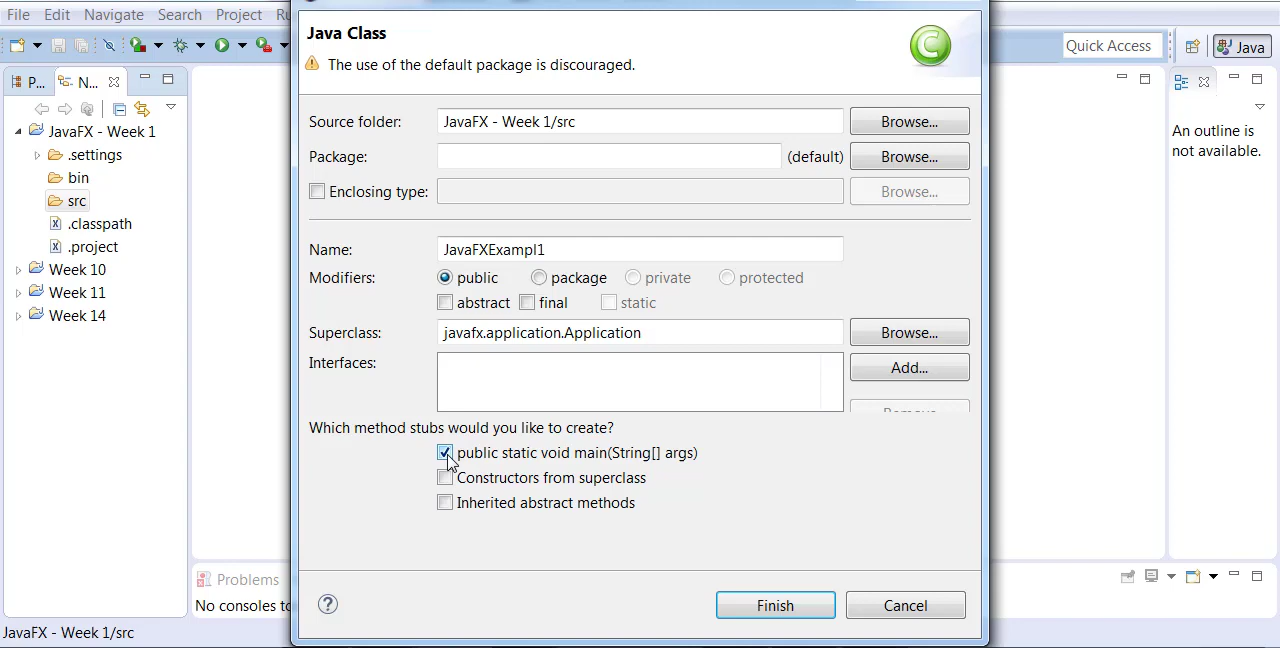 File Edit Navigate Search Project Ru
Java Class
The use of the default package is discouraged.
Quick Access
Java
P...
N...
JavaFX - Week 1
.settings
bin
src
.classpath
.project
Week 10
Week 11
Week 14
Source folder: JavaFX - Week 1/src Browse...
Package: (default) Browse...
Enclosing type: Browse...
Name: JavaFXExampl1
Modifiers: public package private protected
abstract final static
Superclass: javafx.application.Application Browse...
Interfaces: Add...
Which method stubs would you like to create?
public static void main(String[] args)
Constructors from superclass
Inherited abstract methods
Finish Cancel
An outline is
not available.
Problems
No consoles to
JavaFX - Week 1/src